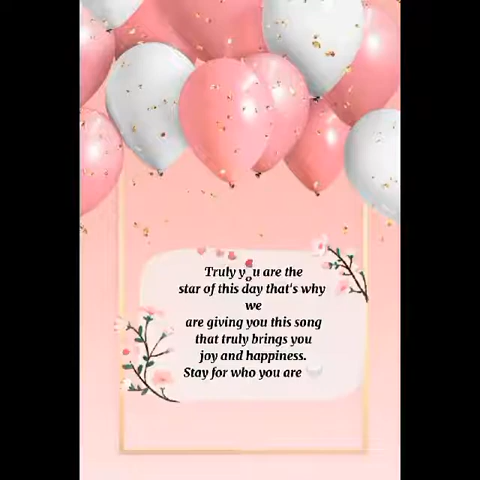 Truly you are the
star of this day that's why
we
are giving you this song
that truly brings you
joy and happiness.
Stay for who you are 🤍